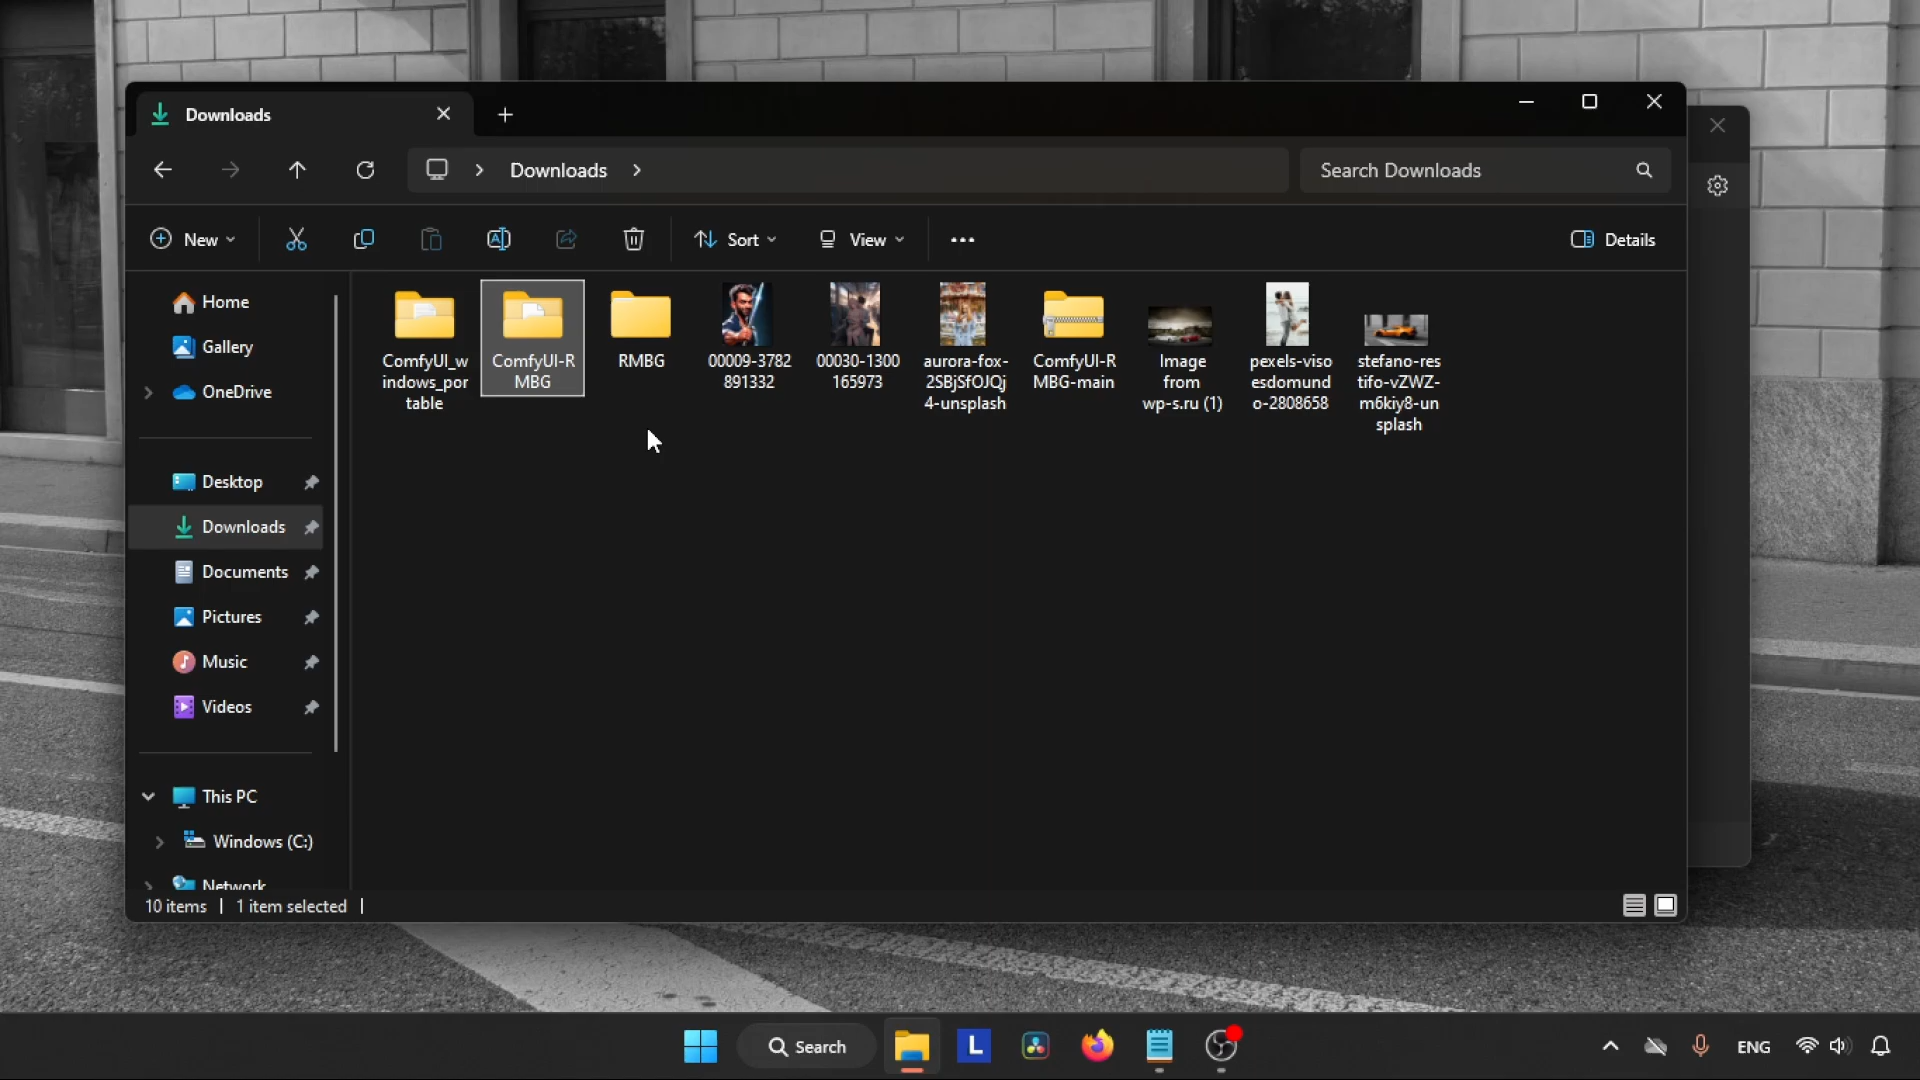 Downloads
Downloads
Search Downloads
New
Sort
View
Details
Home
Gallery
OneDrive
Desktop
Downloads
Documents
Pictures
Music
Videos
This PC
Windows (C:)
Network
ComfyUI_w
indows_por
table
ComfyUI-R
MBG
RMBG
00009-3782
891332
00030-1300
165973
aurora-fox-
2SBjSfOJQj
4-unsplash
ComfyUI-R
MBG-main
Image
from
wp-s.ru (1)
pexels-viso
esdomund
o-2808658
stefano-res
tifo-vZWZ-
m6kiy8-un
splash
10 items
1 item selected
L
Search
ENG